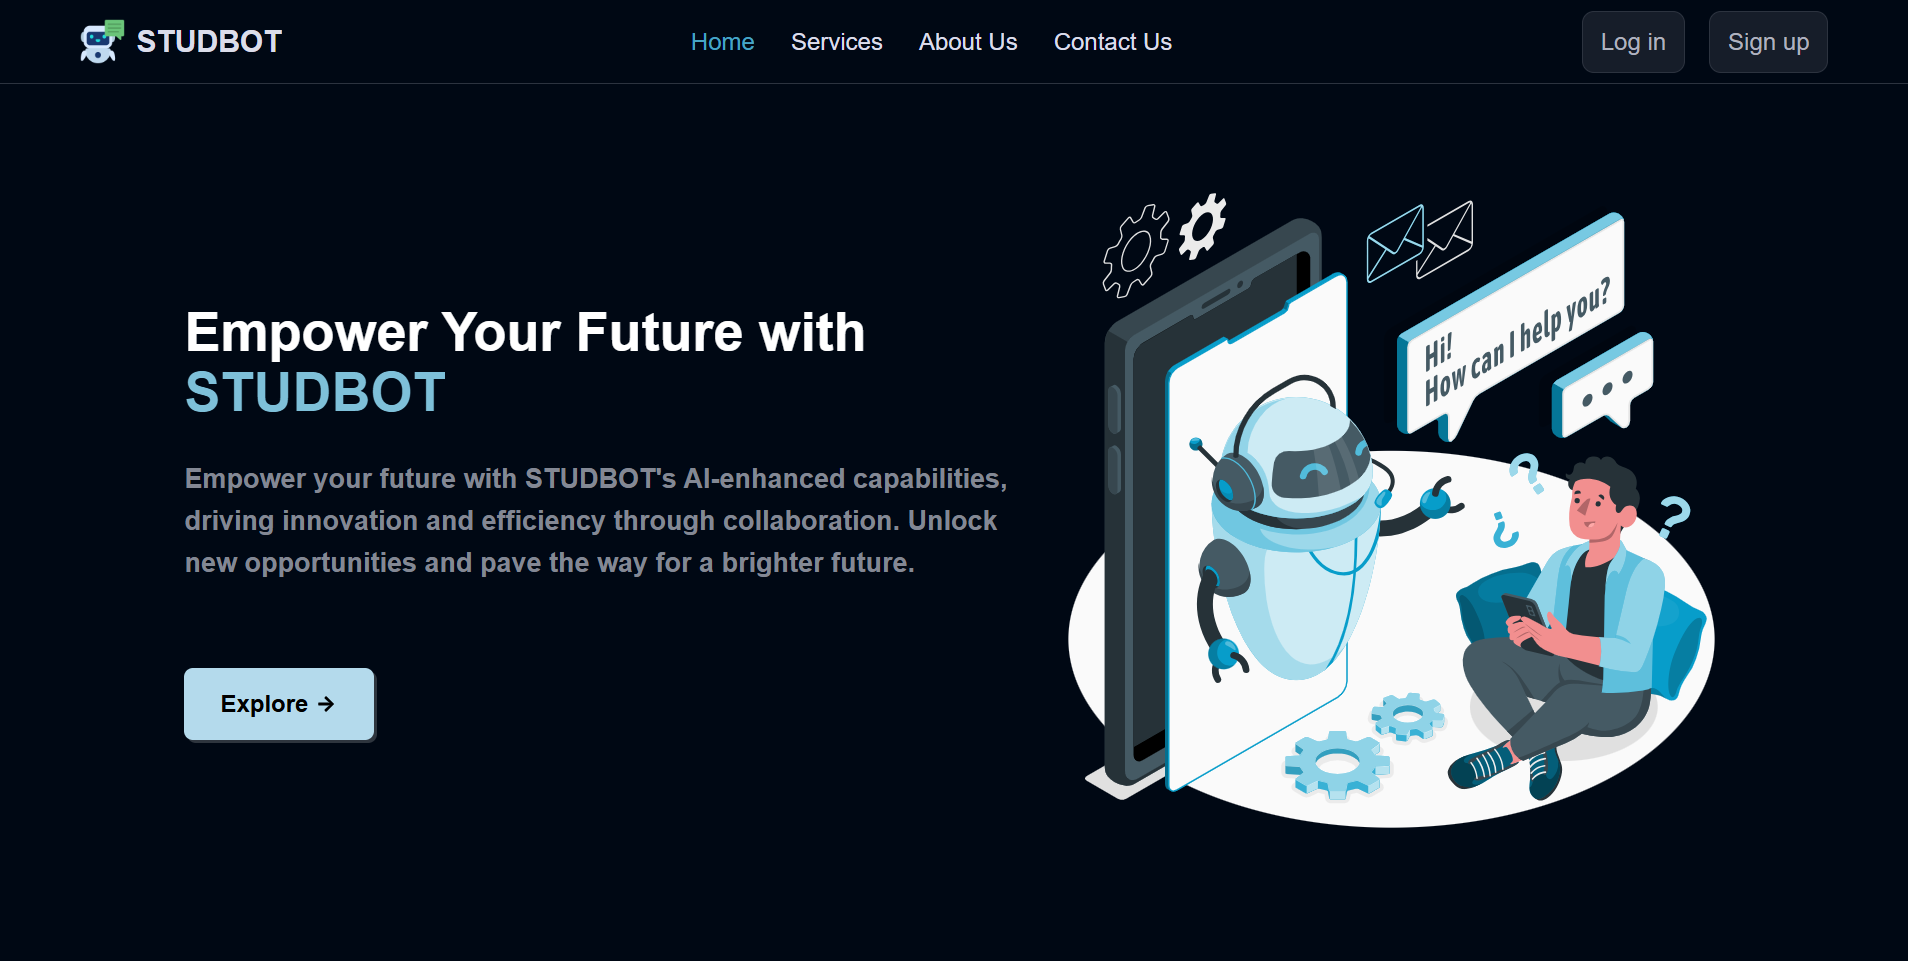 STUDBOT
Home
Services
About Us
Contact Us
Log in
Sign up
Empower Your Future with
STUDBOT
Empower your future with STUDBOT's AI-enhanced capabilities,
driving innovation and efficiency through collaboration. Unlock
new opportunities and pave the way for a brighter future.
Explore →
Hi!
How can I help you?
? ? ?